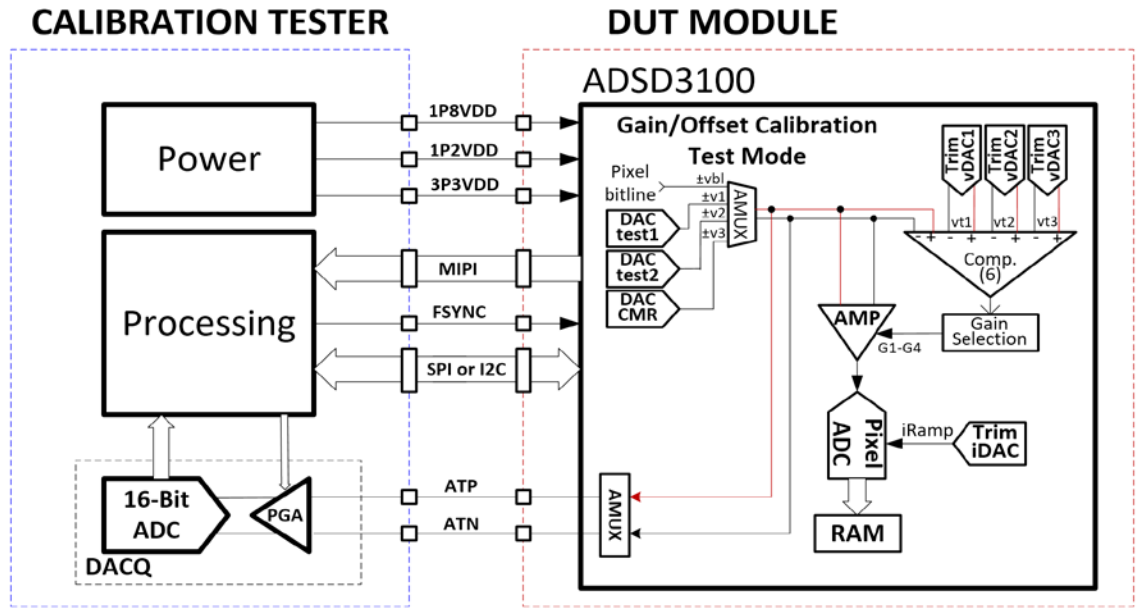 CALIBRATION TESTER
DUT MODULE
ADSD3100
Power
1P8VDD
1P2VDD
3P3VDD
Gain/Offset Calibration
Test Mode
Pixel
bitline
±vbl
±v1
±v2
±v3
AMUX
DAC
test1
DAC
test2
DAC
CMR
Trim
vDAC1
Trim
vDAC2
Trim
vDAC3
- + - vt1 + - vt2 + - vt3 +
Comp.
(6)
Processing
MIPI
FSYNC
SPI or I2C
AMP
G1-G4
Gain
Selection
Pixel
ADC
iRamp
Trim
iDAC
RAM
16-Bit
ADC
PGA
DACQ
ATP
ATN
AMUX